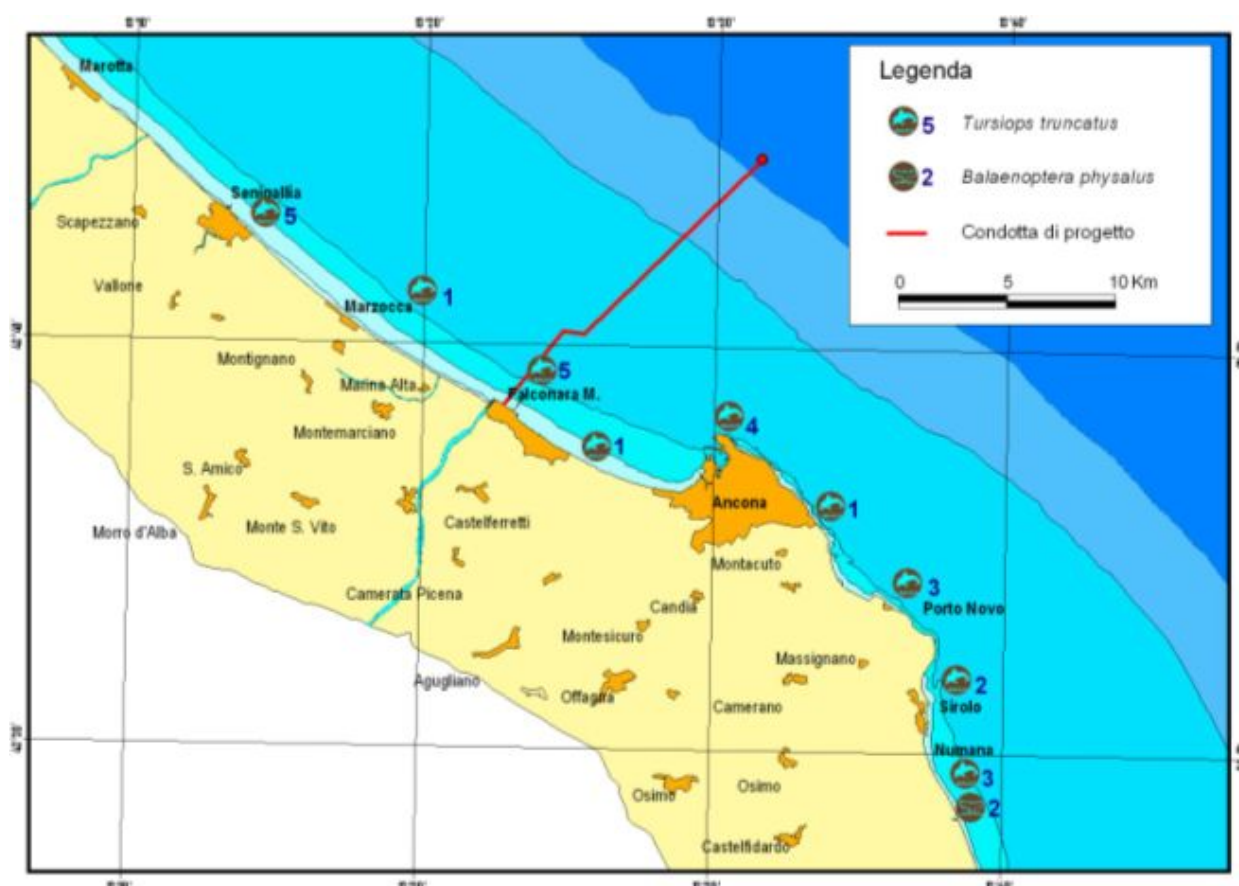 Marotta
Legenda
5 Tursiops truncatus
2 Balaenoptera physalus
Condotta di progetto
0 5 10 Km
Senigallia
5
Scapezzano
Vallone
1
Marzocca
Montignano
Marina Alta
5
Falconara M.
Montemarciano
4
1
S. Amico
Ancona
1
Monte S. Vito
Castelferretti
Morro d'Alba
Montacuto
3
Camerata Picena
Candia
Porto Novo
Montesicuro
Massignano
Agugliano
2
Offagna
Camerano
Sirolo
Numana
3
Osimo
Osimo
2
Castelfidardo